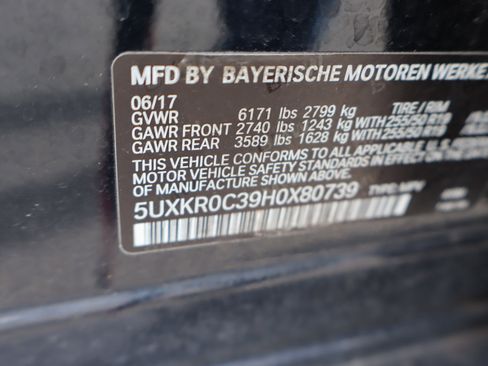 MFD BY BAYERISCHE MOTOREN WERKE
06/17
GVWR 6171 lbs 2799 kg TIRE / RIM
GAWR FRONT 2740 lbs 1243 kg WITH 255/50 R19
GAWR REAR 3589 lbs 1628 kg WITH 255/50 R19
THIS VEHICLE CONFORMS TO ALL APPLICABLE U.S.
MOTOR VEHICLE SAFETY STANDARDS IN EFFECT
ON THE DATE OF MANUFACTURE SHOWN ABOVE.
5UXKR0C39H0X80739 TYPE: MPV